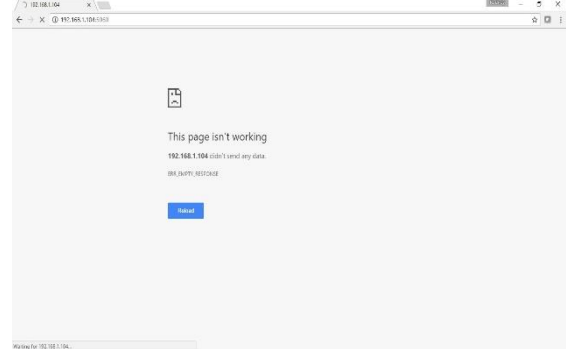 192.168.1.104
192.168.1.104:
This page isn't working
192.168.1.104 didn't send any data.
ERR_EMPTY_RESPONSE
Reload
Waiting for 192.168.1.104...